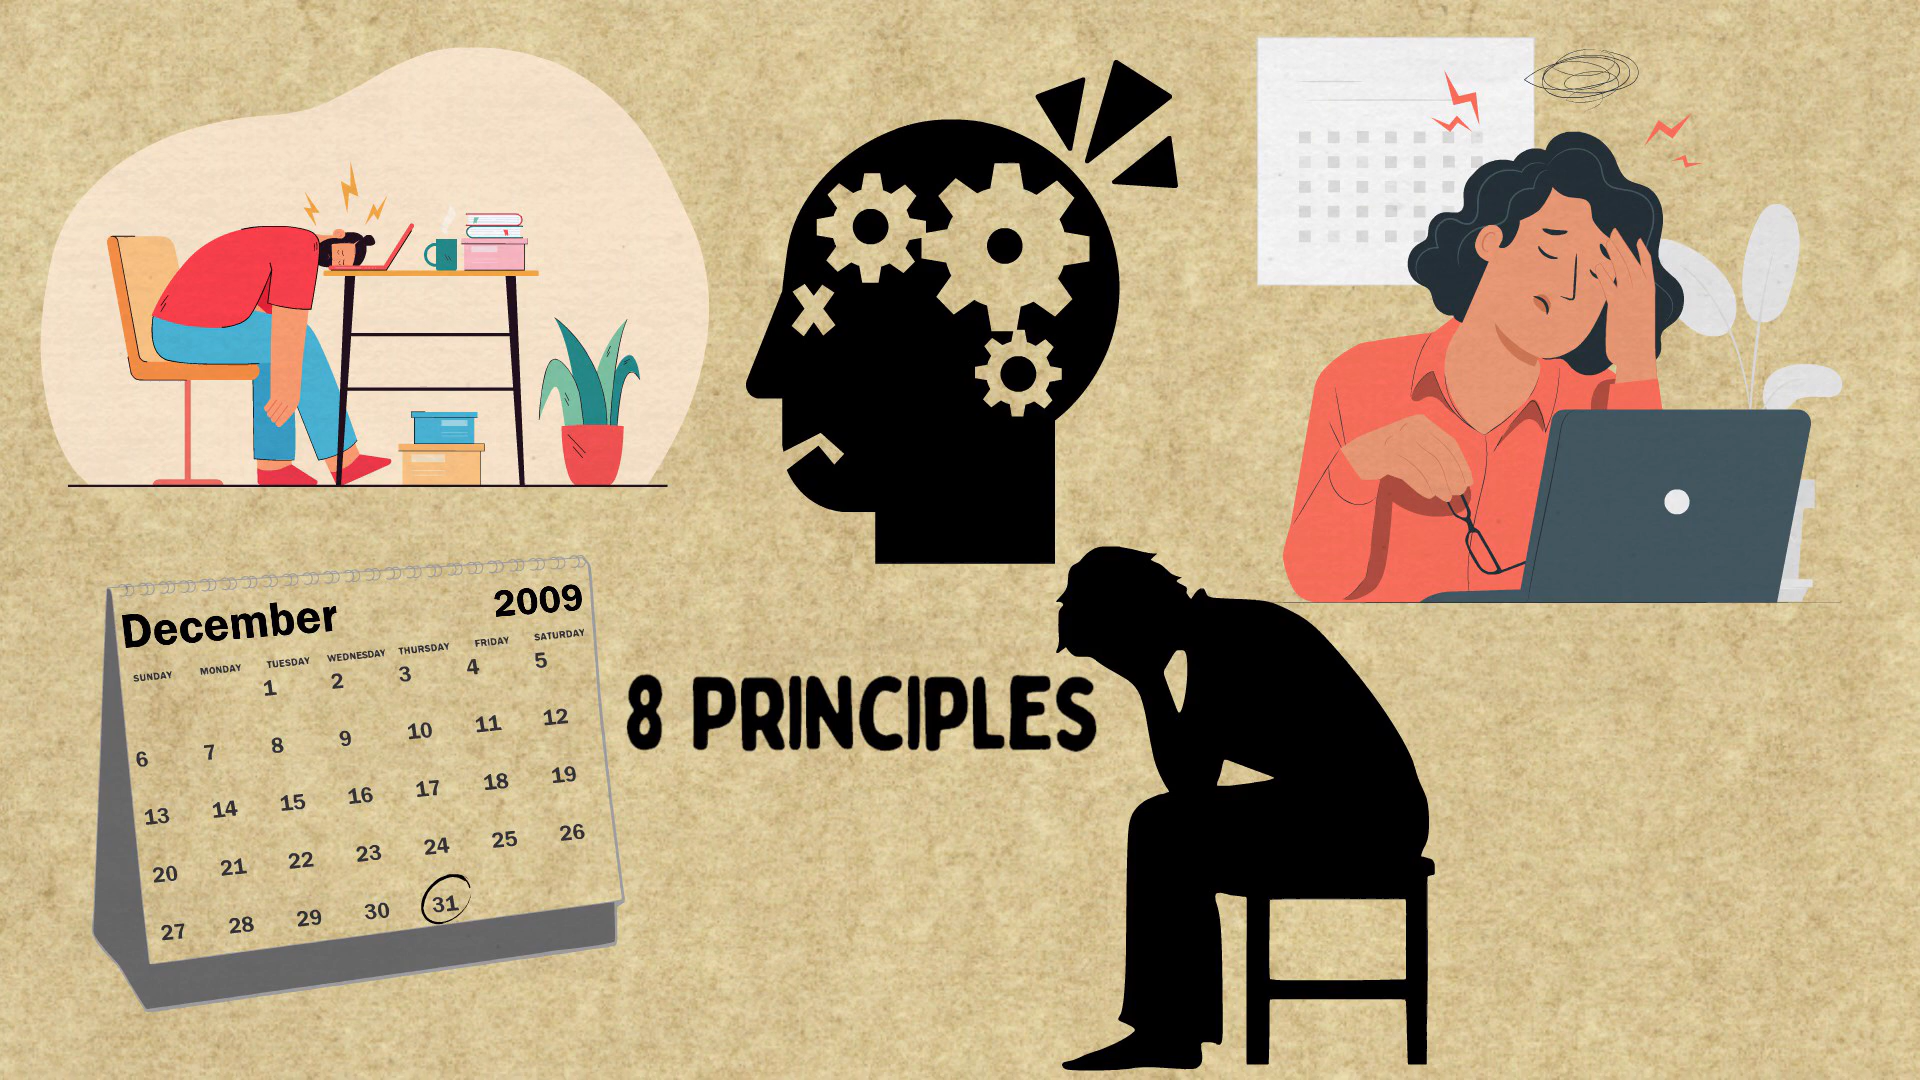 December 2009
SUNDAY MONDAY TUESDAY WEDNESDAY THURSDAY FRIDAY SATURDAY
1 2 3 4 5
6 7 8 9 10 11 12
13 14 15 16 17 18 19
20 21 22 23 24 25 26
27 28 29 30 31
8 PRINCIPLES